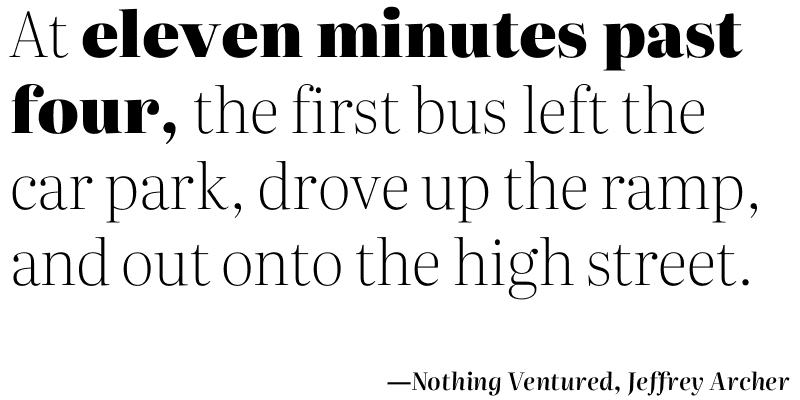 At eleven minutes past
four, the first bus left the
car park, drove up the ramp,
and out onto the high street.
—Nothing Ventured, Jeffrey Archer